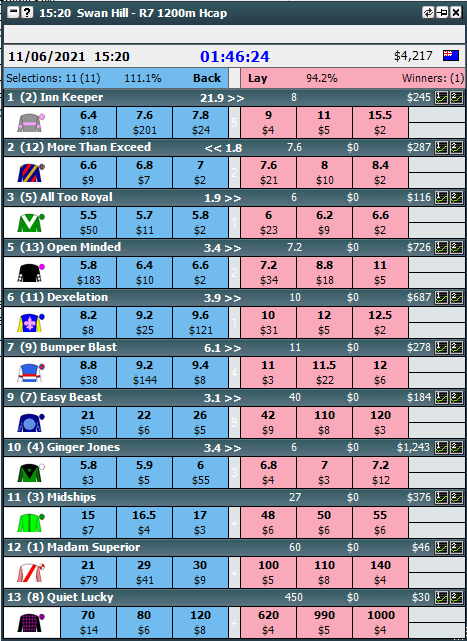 15:20 Swan Hill - R7 1200m Hcap
11/06/2021 15:20 01:46:24 $4,217
Selections: 11 (11) 111.1% Back Lay 94.2% Winners: (1)
1 (2) Inn Keeper 21.9 >> 8 $0 $245
6.4 7.6 7.8 9 11 15.5
$18 $201 $24 $4 $5 $2
2 (12) More Than Exceed << 1.8 7.6 $0 $287
6.6 6.8 7 7.6 8 8.4
$9 $7 $2 $21 $10 $2
3 (5) All Too Royal 1.9 >> 6 $0 $116
5.5 5.7 5.8 6 6.2 6.6
$50 $11 $2 $23 $9 $2
5 (13) Open Minded 3.4 >> 7.2 $0 $726
5.8 6.4 6.6 7.2 8.8 11
$183 $10 $2 $34 $18 $5
6 (11) Dexelation 3.9 >> 10 $0 $687
8.2 9.2 9.6 10 12 12.5
$8 $25 $121 $31 $5 $2
7 (9) Bumper Blast 6.1 >> 11 $0 $278
8.8 9.2 9.4 11 11.5 12
$38 $144 $8 $3 $22 $6
9 (7) Easy Beast 3.1 >> 40 $0 $184
21 22 26 42 110 120
$50 $6 $5 $9 $8 $3
10 (4) Ginger Jones 3.4 >> 6 $0 $1,243
5.8 5.9 6 6.8 7 7.2
$3 $5 $55 $4 $3 $12
11 (3) Midships 27 $0 $376
15 16.5 17 48 50 55
$7 $4 $3 $6 $6 $6
12 (1) Madam Superior 60 $0 $46
21 29 30 100 110 140
$79 $41 $9 $5 $8 $4
13 (8) Quiet Lucky 450 $0 $30
70 80 120 620 990 1000
$14 $6 $8 $4 $5 $4